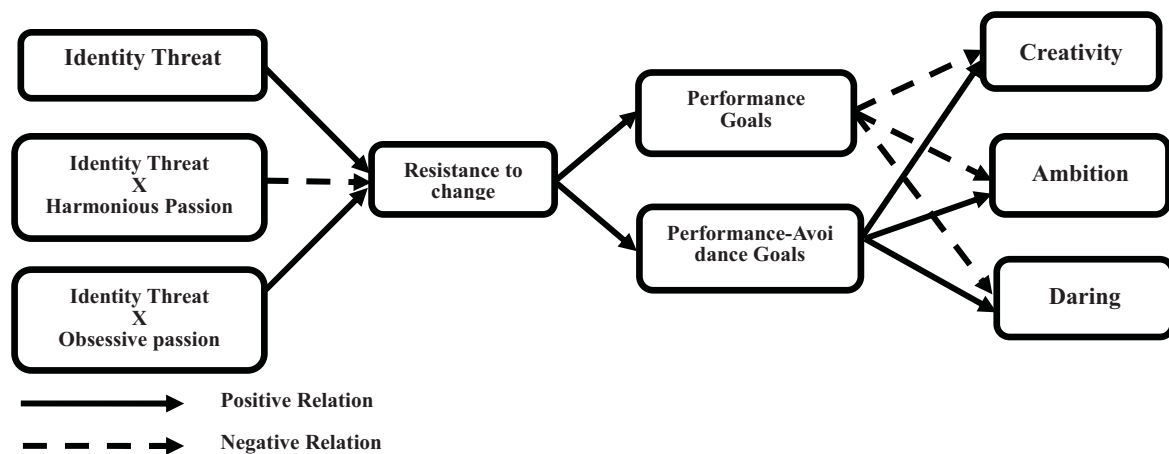 Identity Threat
Identity Threat
X
Harmonious Passion
Identity Threat
X
Obsessive passion
Resistance to
change
Performance
Goals
Performance-Avoi
dance Goals
Creativity
Ambition
Daring
Positive Relation
Negative Relation